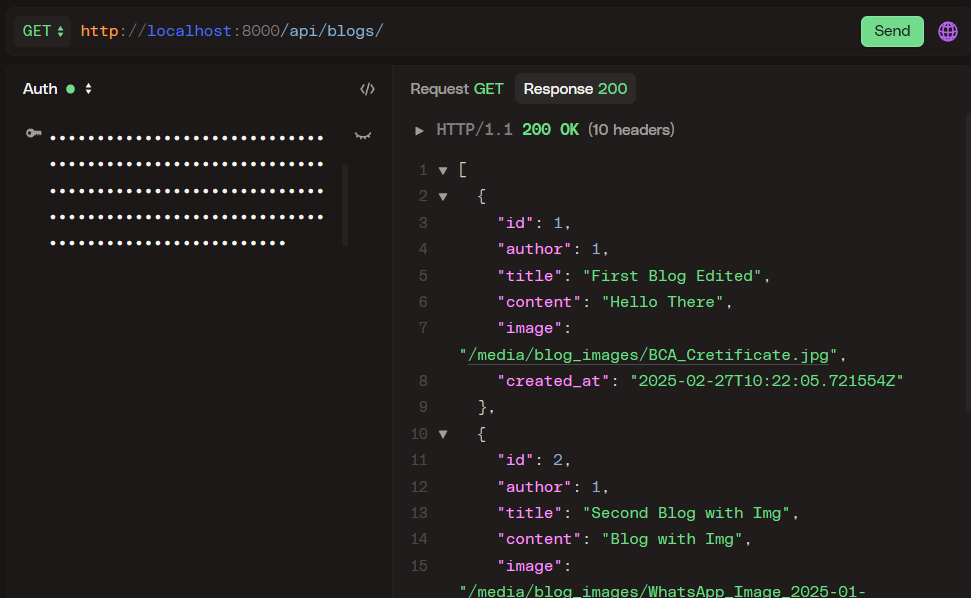 GET http://localhost:8000/api/blogs/ Send
Auth
Request GET Response 200
HTTP/1.1 200 OK (10 headers)
1 [
2 {
3 "id": 1,
4 "author": 1,
5 "title": "First Blog Edited",
6 "content": "Hello There",
7 "image":
"/media/blog_images/BCA_Cretificate.jpg",
8 "created_at": "2025-02-27T10:22:05.721554Z"
9 },
10 {
11 "id": 2,
12 "author": 1,
13 "title": "Second Blog with Img",
14 "content": "Blog with Img",
15 "image":
"/media/blog_images/WhatsApp_Image_2025-01-